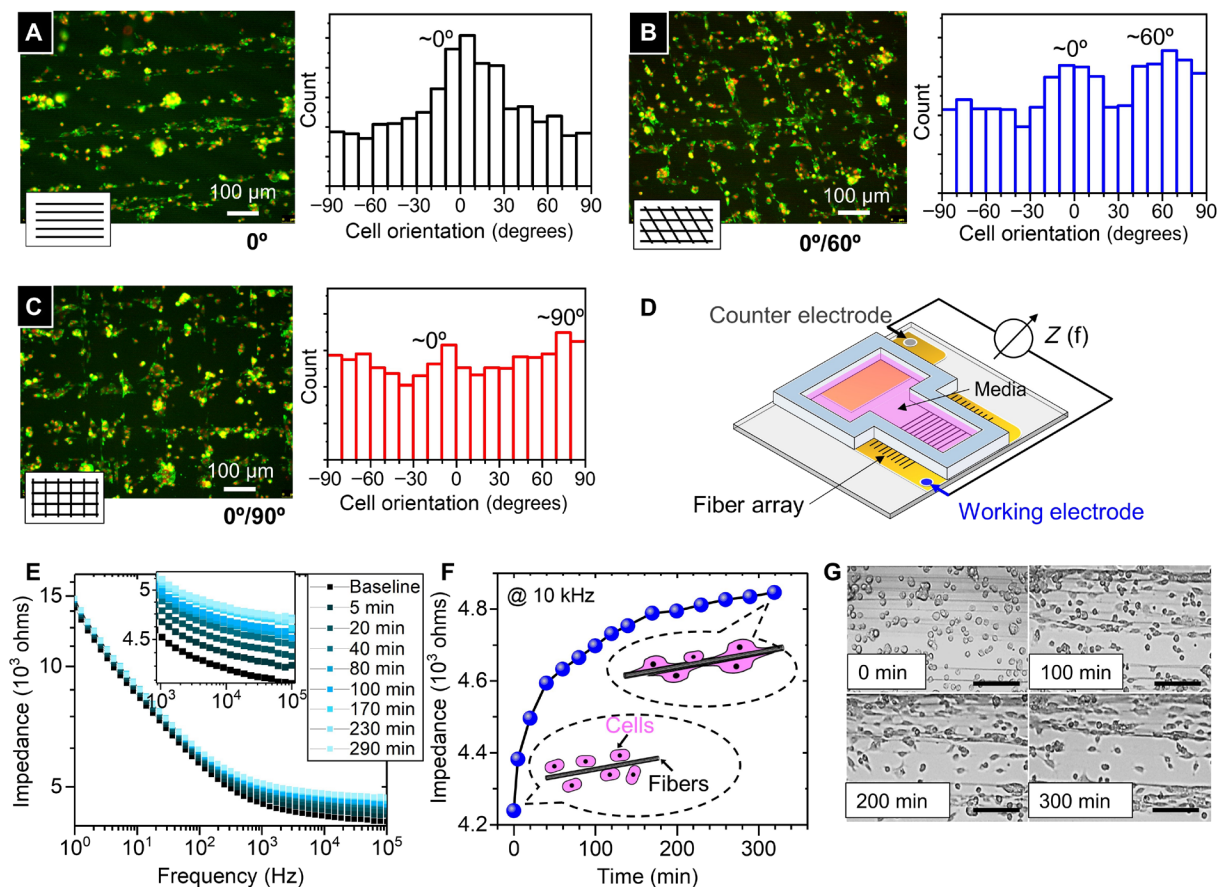 A
100 µm
0º
Count
~0º
−90 −60 −30 0 30 60 90
Cell orientation (degrees)
B
100 µm
0º/60º
Count
~0º
~60º
−90 −60 −30 0 30 60 90
Cell orientation (degrees)
C
100 µm
0º/90º
Count
~0º
~90º
−90 −60 −30 0 30 60 90
Cell orientation (degrees)
D
Counter electrode
Z (f)
Media
Fiber array
Working electrode
E
Impedance (10³ ohms)
15
10
5
10⁰ 10¹ 10² 10³ 10⁴ 10⁵
Frequency (Hz)
5
4.5
10³ 10⁴ 10⁵
Baseline
5 min
20 min
40 min
80 min
100 min
170 min
230 min
290 min
F
@ 10 kHz
Impedance (10³ ohms)
4.8
4.6
4.4
4.2
0 100 200 300
Time (min)
Cells
Fibers
G
0 min
100 min
200 min
300 min